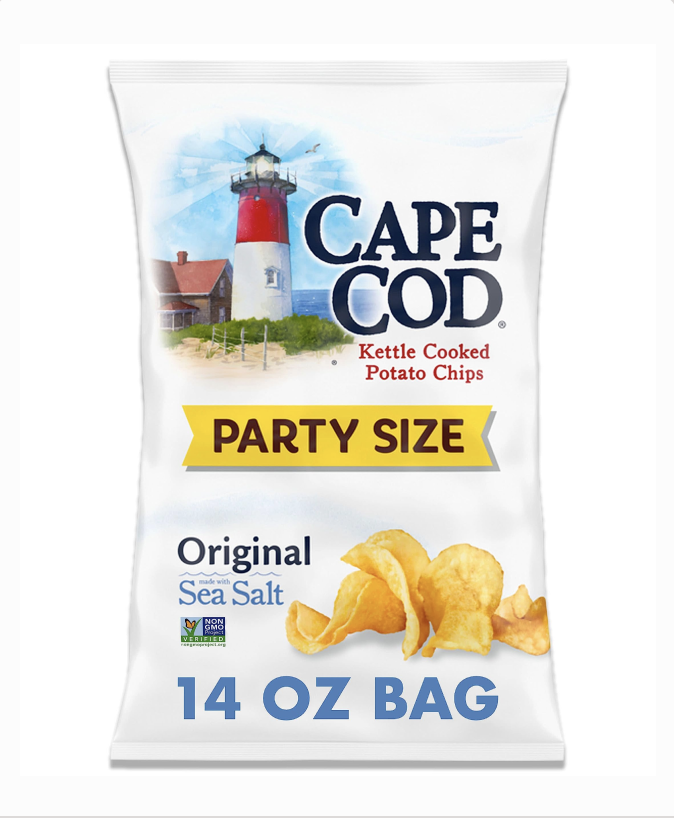 CAPE
COD®
Kettle Cooked
Potato Chips
®
PARTY SIZE
Original
made with
Sea Salt
NON
GMO
Project
VERIFIED
nongmoproject.org
14 OZ BAG